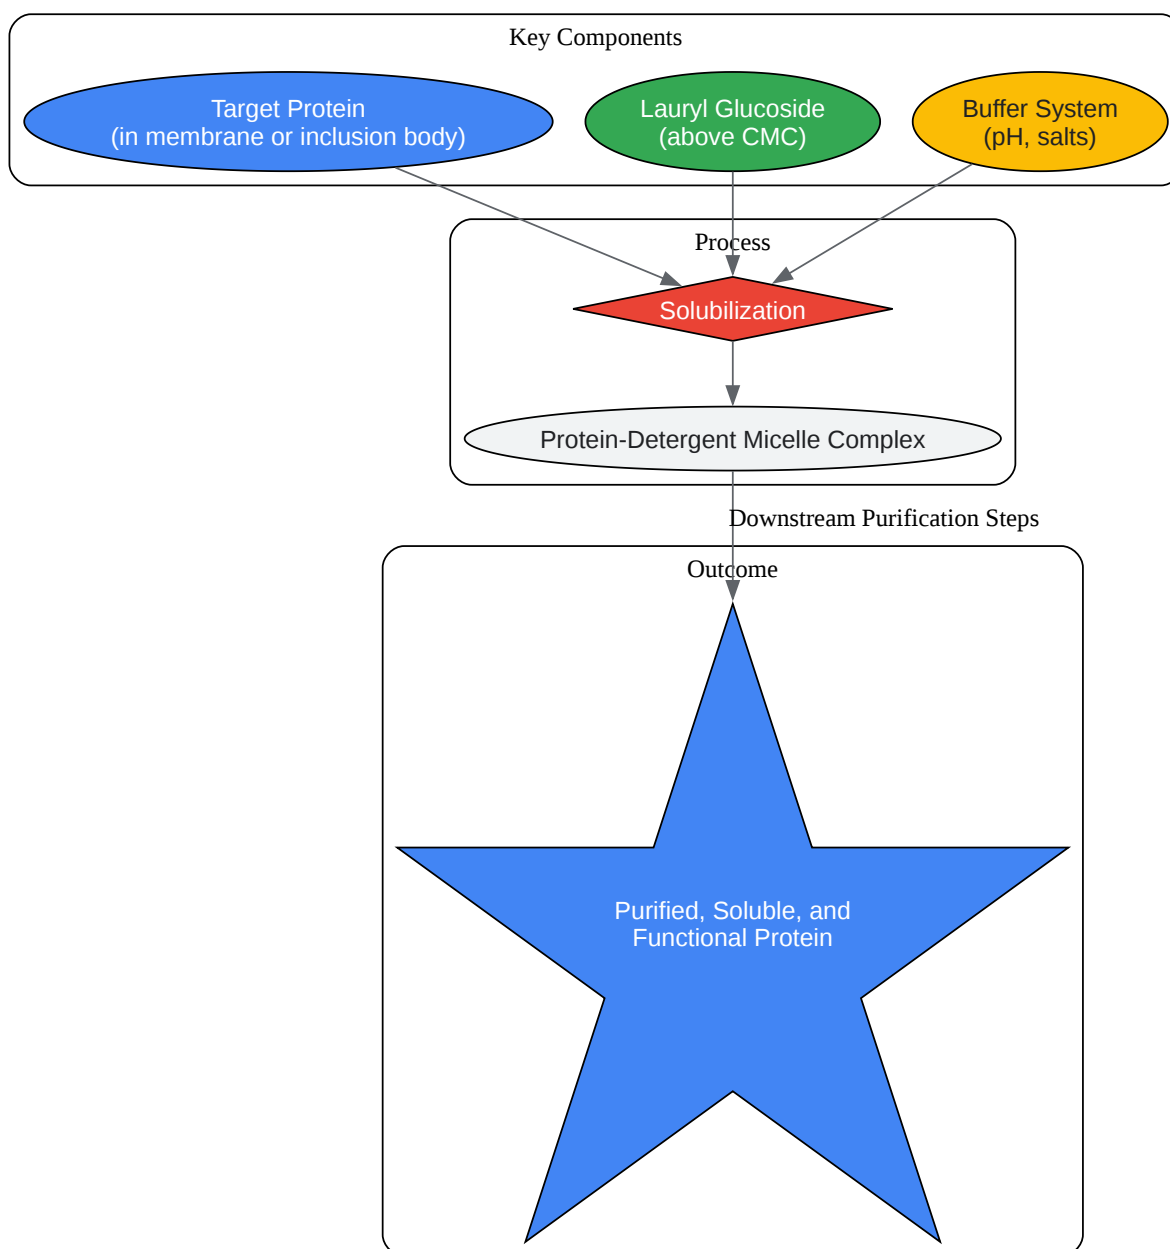 Key Components
Target Protein
(in membrane or inclusion body)
Lauryl Glucoside
(above CMC)
Buffer System
(pH, salts)
Process
Solubilization
Protein-Detergent Micelle Complex
Downstream Purification Steps
Outcome
Purified, Soluble, and
Functional Protein